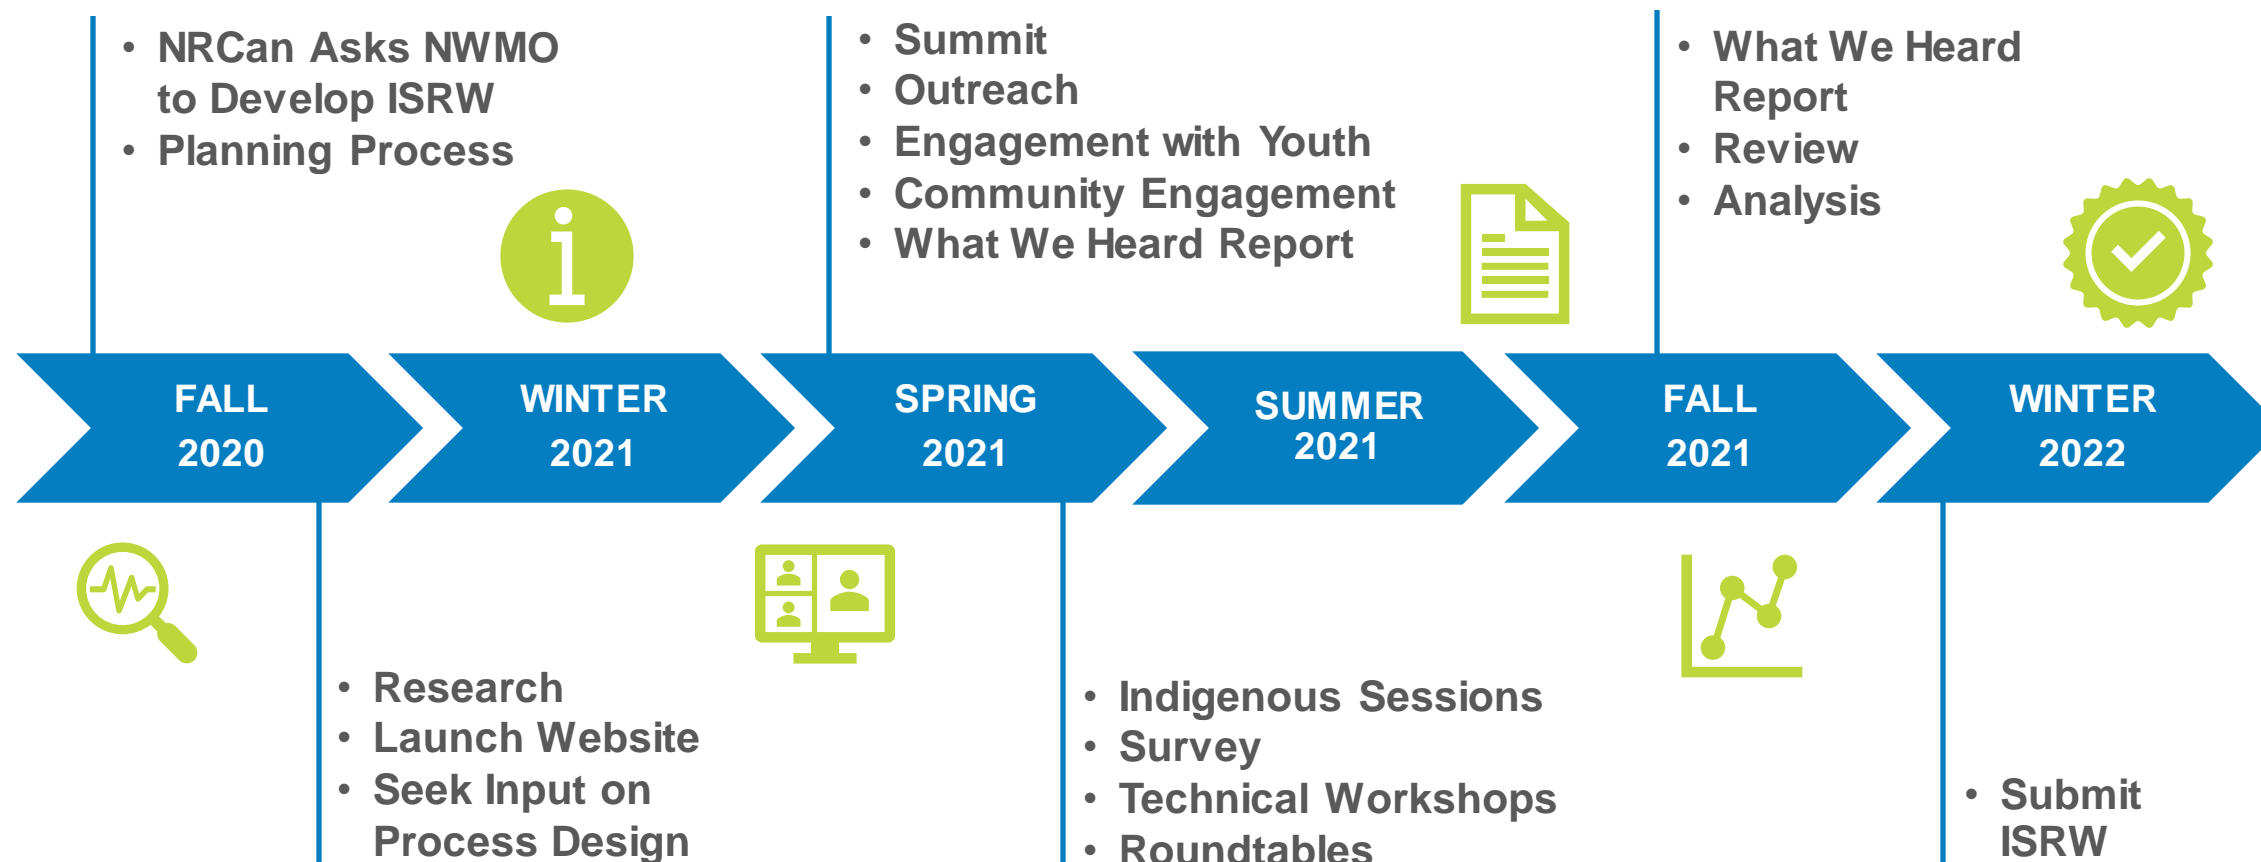 • NRCan Asks NWMO
to Develop ISRW
• Planning Process
• Summit
• Outreach
• Engagement with Youth
• Community Engagement
• What We Heard Report
• What We Heard
Report
• Review
• Analysis
FALL
2020
WINTER
2021
SPRING
2021
SUMMER
2021
FALL
2021
WINTER
2022
• Research
• Launch Website
• Seek Input on
Process Design
• Indigenous Sessions
• Survey
• Technical Workshops
• Roundtables
• Submit
ISRW